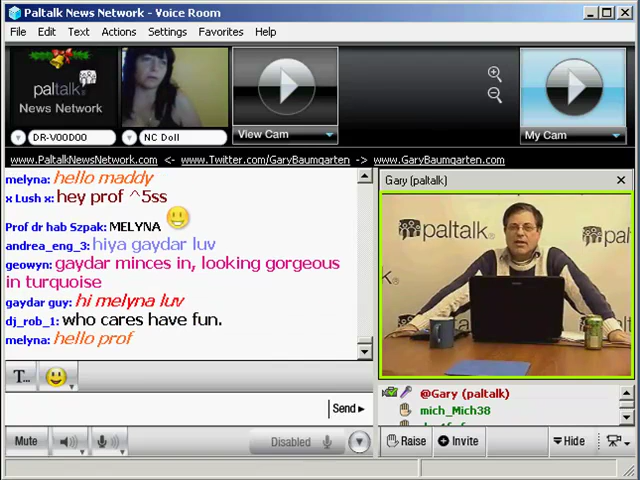 Paltalk News Network - Voice Room
File Edit Text Actions Settings Favorites Help
paltalk
News Network
DR-V00D00
NC Doll
View Cam
My Cam
www.PaltalkNewsNetwork.com <- www.Twitter.com/GaryBaumgarten -> www.GaryBaumgarten.com
melyna: hello maddy
x Lush x: hey prof ^5ss
Prof dr hab Szpak: MELYNA
andrea_eng_3: hiya gaydar luv
geowyn: gaydar minces in, looking gorgeous
in turquoise
gaydar guy: hi melyna luv
dj_rob_1: who cares have fun.
melyna: hello prof
T...
Send
Mute
Disabled
Gary (paltalk)
paltalk
paltalk
@Gary (paltalk)
mich_Mich38
Raise Invite Hide